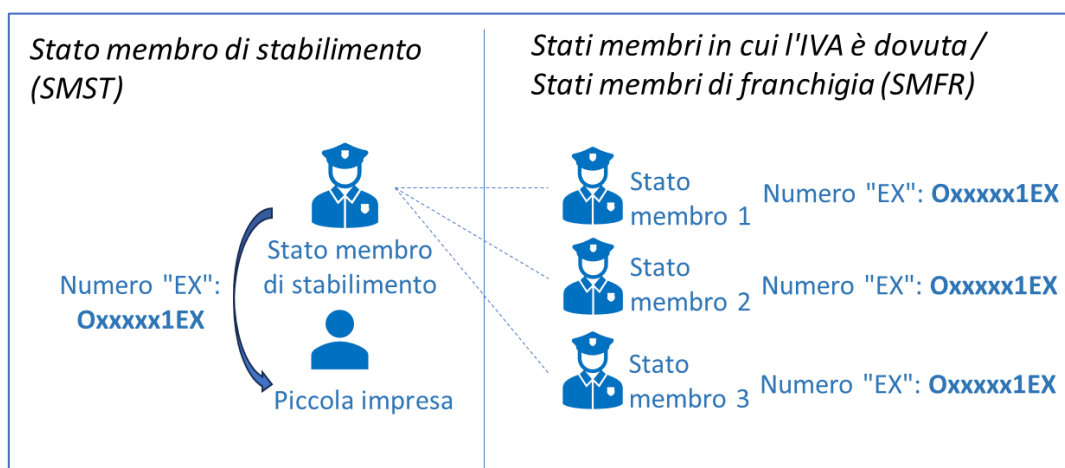 Stato membro di stabilimento
(SMST)
Stati membri in cui l'IVA è dovuta /
Stati membri di franchigia (SMFR)
Stato membro
di stabilimento
Numero "EX":
Oxxxxx1EX
Piccola impresa
Stato
membro 1
Numero "EX": Oxxxxx1EX
Stato
membro 2
Numero "EX": Oxxxxx1EX
Stato
membro 3
Numero "EX": Oxxxxx1EX